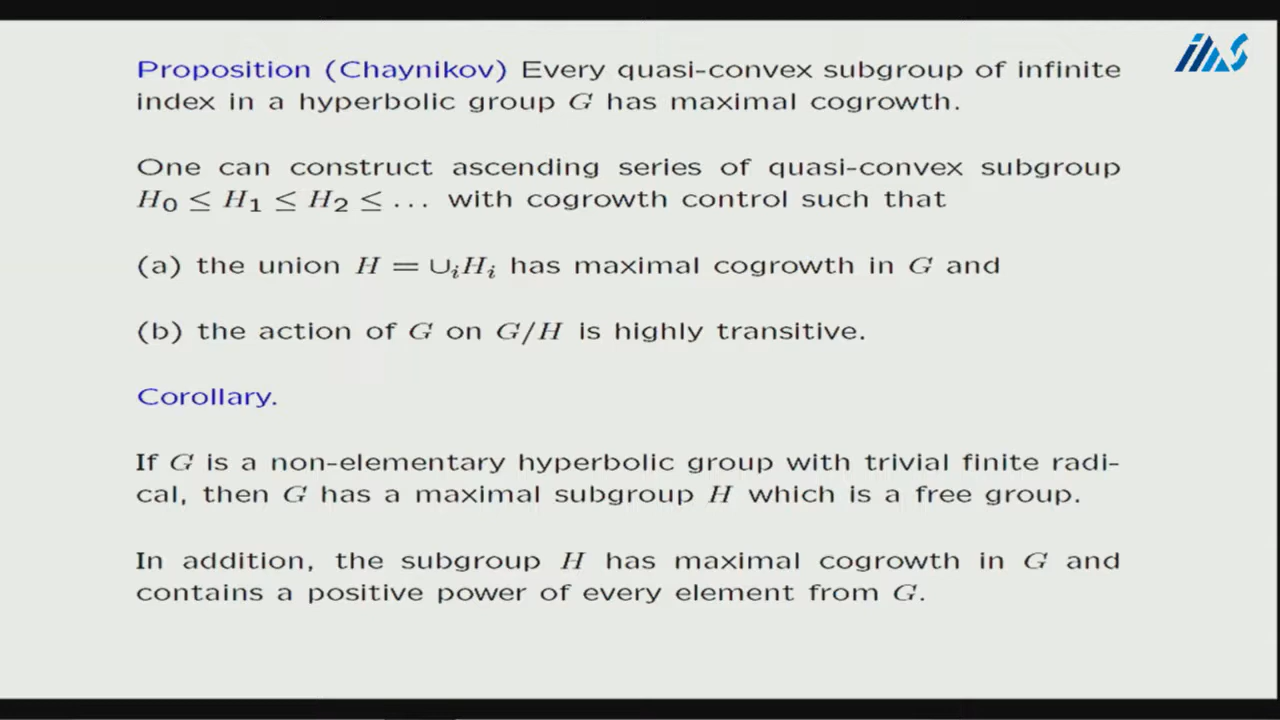 IIAS
Proposition (Chaynikov) Every quasi-convex subgroup of infinite
index in a hyperbolic group G has maximal cogrowth.
One can construct ascending series of quasi-convex subgroup
H₀ ≤ H₁ ≤ H₂ ≤ ... with cogrowth control such that
(a) the union H = ∪ᵢHᵢ has maximal cogrowth in G and
(b) the action of G on G/H is highly transitive.
Corollary.
If G is a non-elementary hyperbolic group with trivial finite radi-
cal, then G has a maximal subgroup H which is a free group.
In addition, the subgroup H has maximal cogrowth in G and
contains a positive power of every element from G.